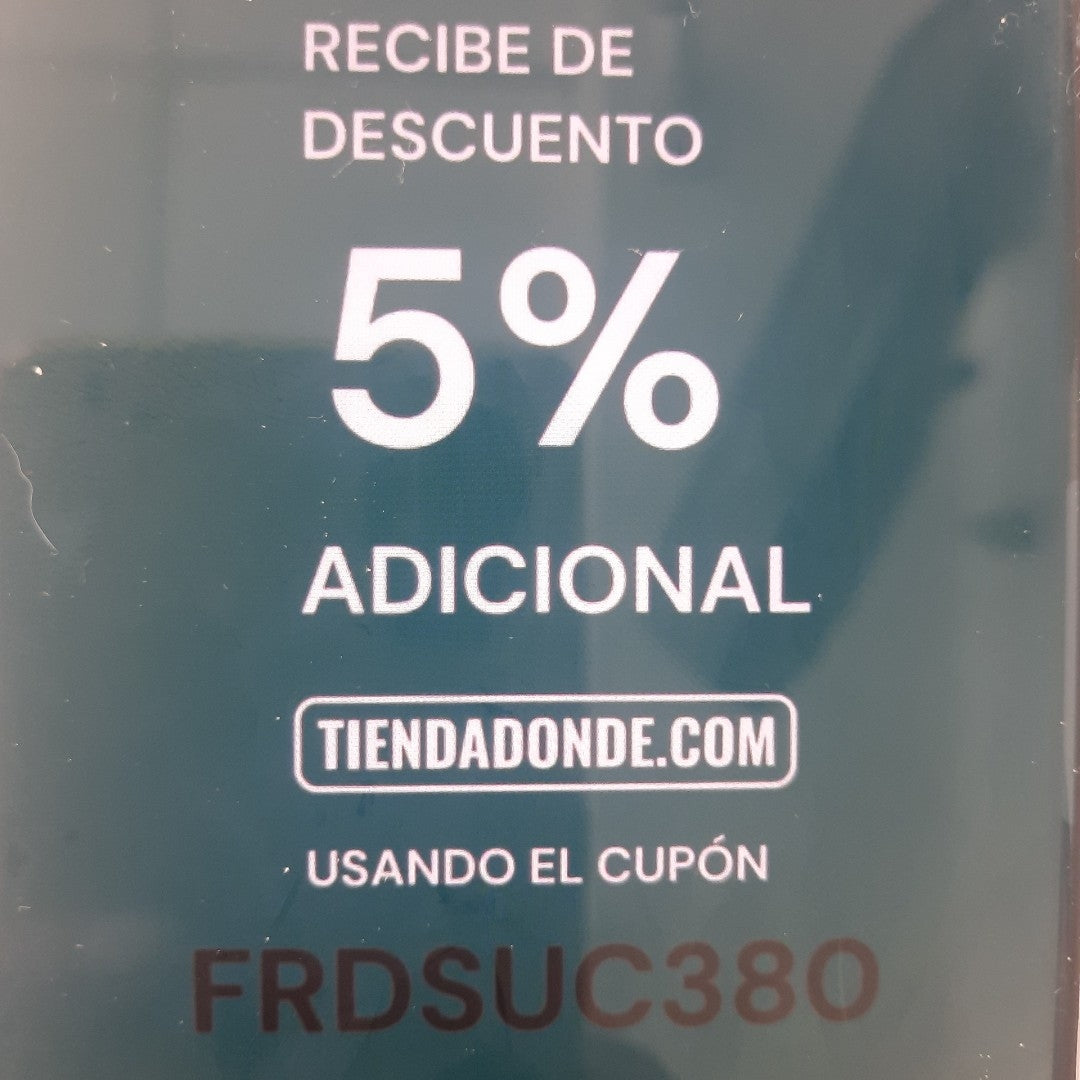 RECIBE DE
DESCUENTO
5%
ADICIONAL
TIENDADONDE.COM
USANDO EL CUPÓN
FRDSUC380